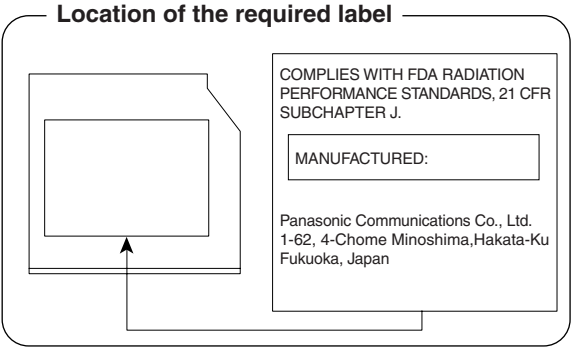 Location of the required label
COMPLIES WITH FDA RADIATION
PERFORMANCE STANDARDS, 21 CFR
SUBCHAPTER J.
MANUFACTURED:
Panasonic Communications Co., Ltd.
1-62, 4-Chome Minoshima,Hakata-Ku
Fukuoka, Japan